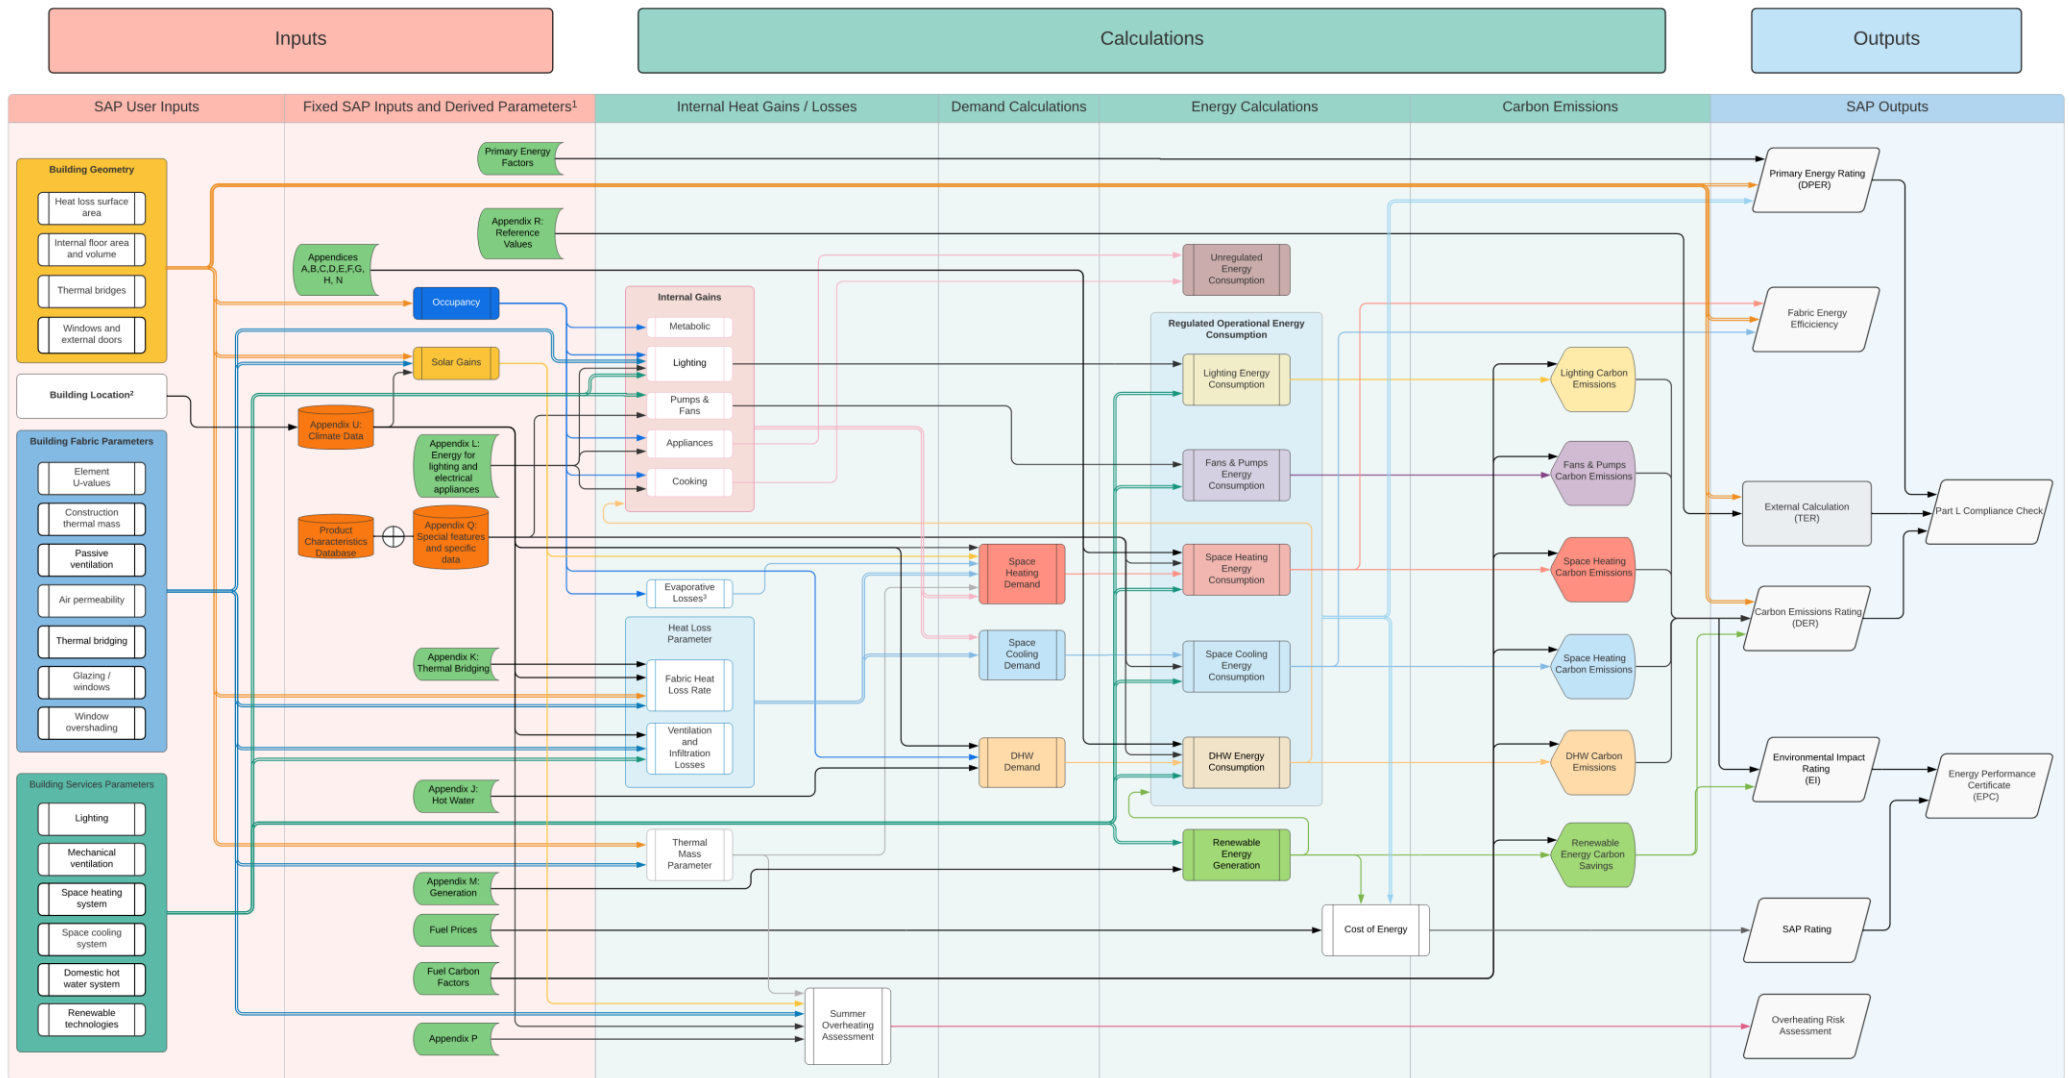 Inputs
Calculations
Outputs
SAP User Inputs
Fixed SAP Inputs and Derived Parameters¹
Internal Heat Gains / Losses
Demand Calculations
Energy Calculations
Carbon Emissions
SAP Outputs
Building Geometry
Heat loss surface
area
Internal floor area
and volume
Thermal bridges
Windows and
external doors
Building Location²
Building Fabric Parameters
Element
U-values
Construction
thermal mass
Passive
ventilation
Air permeability
Thermal bridging
Glazing /
windows
Window
overshading
Building Services Parameters
Lighting
Mechanical
ventilation
Space heating
system
Space cooling
system
Domestic hot
water system
Renewable
technologies
Primary Energy
Factors
Appendix R:
Reference
Values
Appendices
A,B,C,D,E,F,G,
H, N
Occupancy
Solar Gains
Appendix U:
Climate Data
Appendix L:
Energy for
lighting and
electrical
appliances
Product
Characteristics
Database
Appendix Q:
Special features
and specific
data
Appendix K:
Thermal Bridging
Appendix J:
Hot Water
Appendix M:
Generation
Fuel Prices
Fuel Carbon
Factors
Appendix P
Internal Gains
Metabolic
Lighting
Pumps &
Fans
Appliances
Cooking
Evaporative
Losses³
Heat Loss
Parameter
Fabric Heat
Loss Rate
Ventilation
and
Infiltration
Losses
Thermal
Mass
Parameter
Summer
Overheating
Assessment
Space
Heating
Demand
Space
Cooling
Demand
DHW
Demand
Unregulated
Energy
Consumption
Regulated Operational Energy
Consumption
Lighting Energy
Consumption
Fans & Pumps
Energy
Consumption
Space Heating
Energy
Consumption
Space Cooling
Energy
Consumption
DHW Energy
Consumption
Renewable
Energy
Generation
Cost of Energy
Lighting Carbon
Emissions
Fans & Pumps
Carbon Emissions
Space Heating
Carbon Emissions
Space Heating
Carbon Emissions
DHW Carbon
Emissions
Renewable
Energy Carbon
Savings
Primary Energy Rating
(DPER)
Fabric Energy
Efficiciency
External Calculation
(TER)
Part L Compliance Check
Carbon Emissions Rating
(DER)
Environmental Impact
Rating
(EI)
Energy Performance
Certificate
(EPC)
SAP Rating
Overheating Risk
Assessment